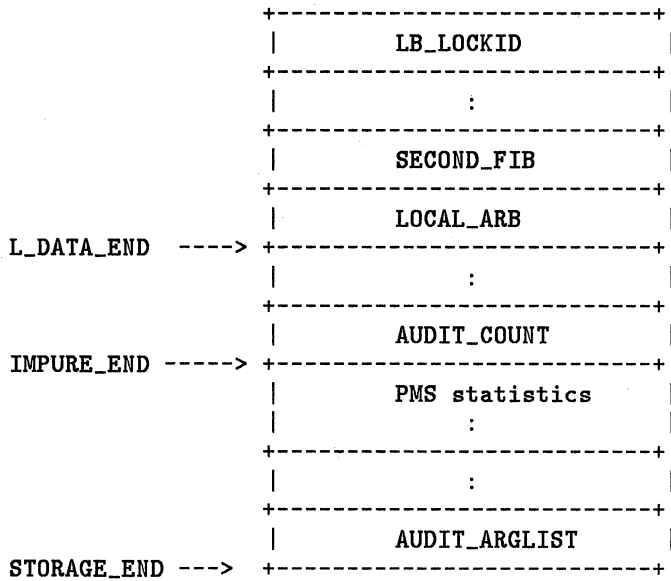 LB_LOCKID
:
SECOND_FIB
LOCAL_ARB
L_DATA_END ---->
:
AUDIT_COUNT
IMPURE_END ----->
PMS statistics
:
:
AUDIT_ARGLIST
STORAGE_END --->